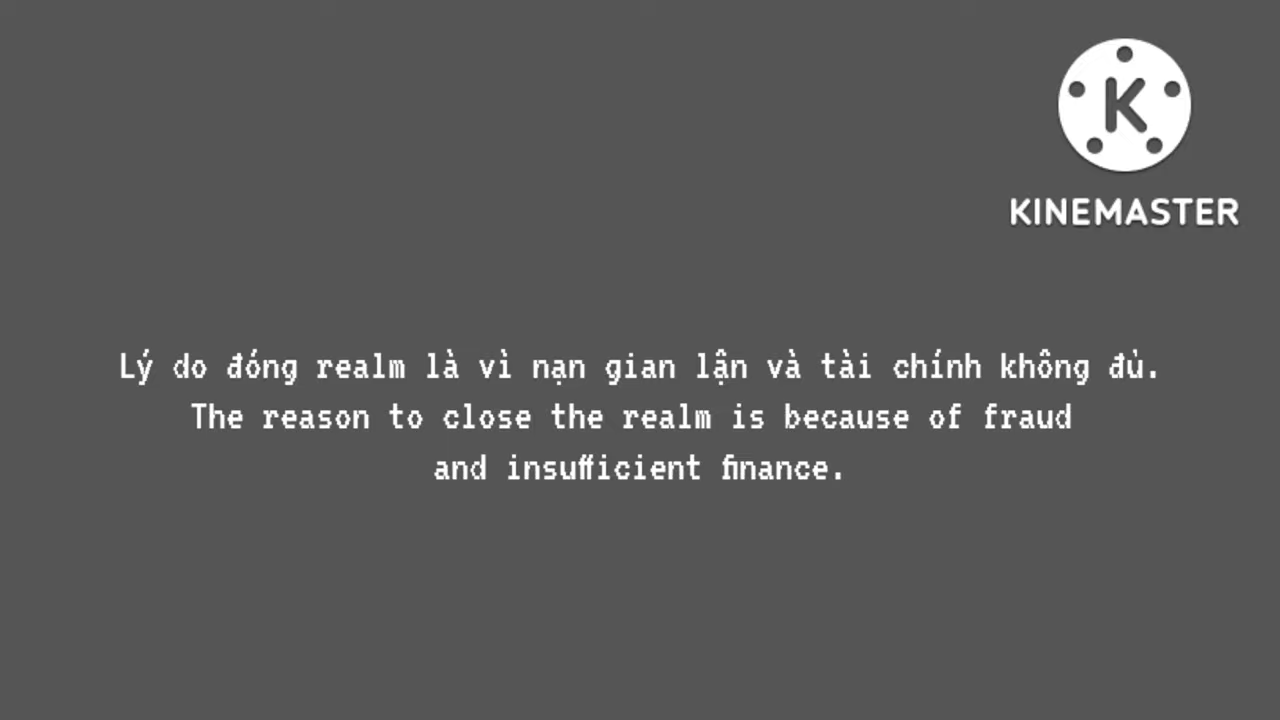 K
KINEMASTER
Lý do đóng realm là vì nạn gian lận và tài chính không đủ.
The reason to close the realm is because of fraud
and insufficient finance.